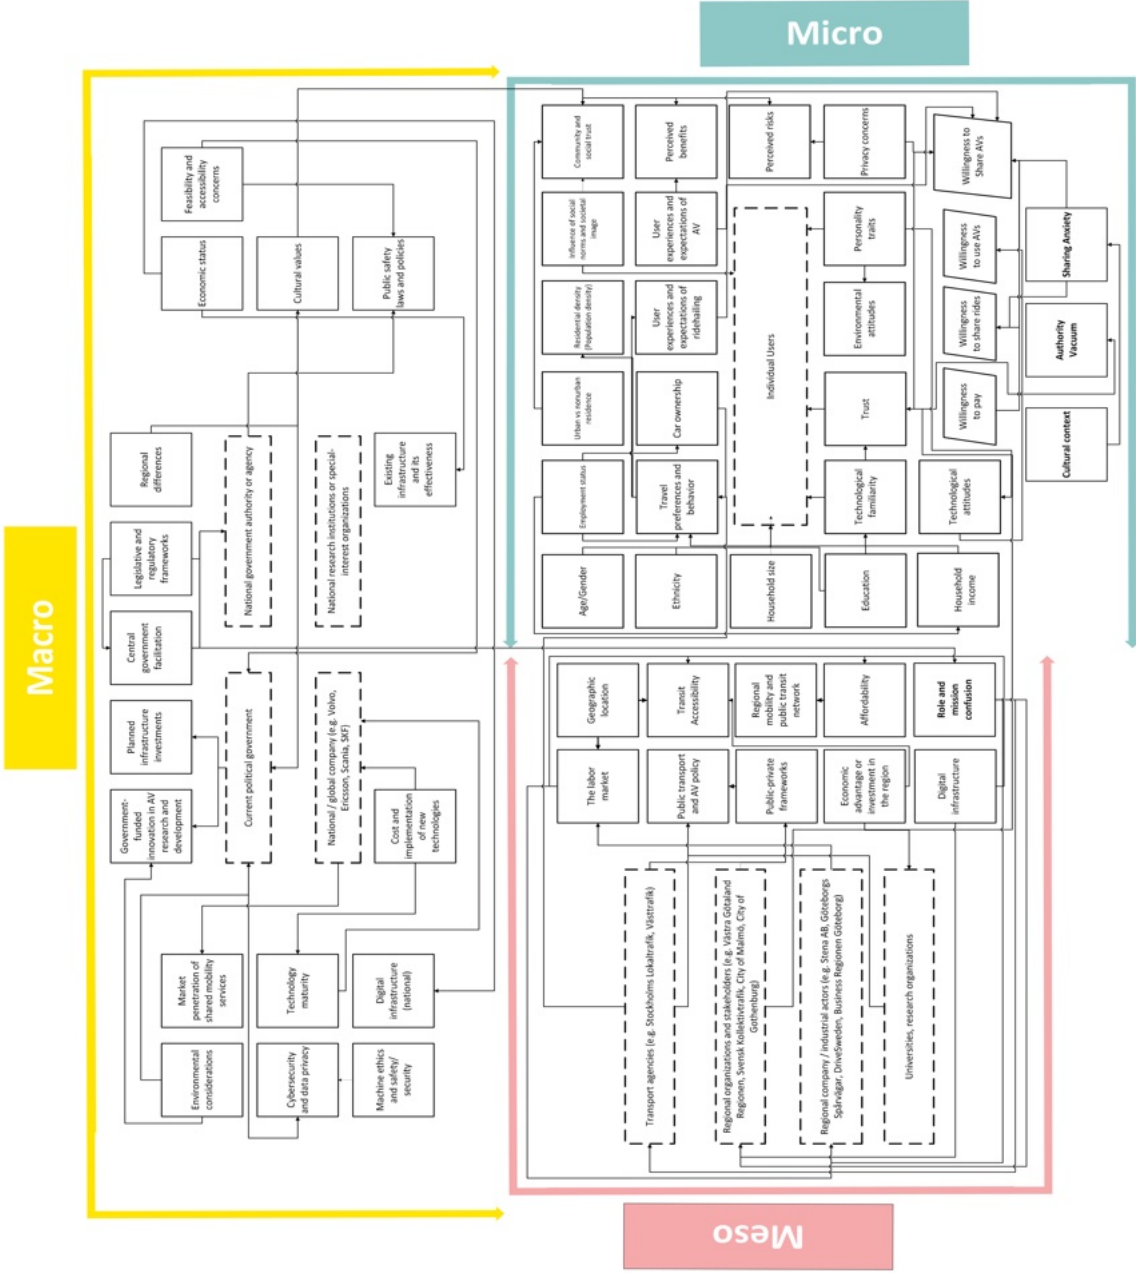 Macro
Government-
funded
innovation in AV
research and
development
Planned
infrastructure
investments
Central
government
facilitation
Legislative and
regulatory
frameworks
Regional
differences
Environmental
considerations
Market
penetration of
shared mobility
services
Current political government
National government authority or agency
Economic status
Feasibility and
accessibility
concerns
Cybersecurity
and data privacy
Technology
maturity
National / global company (e.g. Volvo,
Ericsson, Scania, SKF)
National research institutions or special-
interest organizations
Cultural values
Machine ethics
and safety/
security
Digital
infrastructure
(national)
Cost and
implementation
of new
technologies
Existing
infrastructure
and its
effectiveness
Public safety
laws and policies
Meso
Transport agencies (e.g. Stockholms Lokaltrafik, Västtrafik)
Regional organizations and stakeholders (e.g. Västra Götaland
Regionen, Svensk Kollektivtrafik, City of Malmö, City of
Gothenburg)
Regional company / industrial actors (e.g. Stena AB, Göteborgs
Spårvägar, DriveSweden, Business Regionen Göteborg)
Universities, research organizations
The labor
market
Geographic
location
Public transport
and AV policy
Transit
Accessibility
Public-private
frameworks
Regional
mobility and
public transit
network
Economic
advantage or
investment in
the region
Affordability
Digital
infrastructure
Role and
mission
confusion
Micro
Age/Gender
Employment status
Urban vs nonurban
residence
Residential density
(Population density)
Influence of social
norms and societal
image
Community and
social trust
Ethnicity
Travel
preferences and
behavior
Car ownership
User
experiences and
expectations of
ridehailing
User
experiences and
expectations of
AV
Perceived
benefits
Household size
Individual Users
Perceived risks
Education
Technological
familiarity
Trust
Environmental
attitudes
Personality
traits
Privacy concerns
Household
income
Technological
attitudes
Willingness
to pay
Willingness
to share rides
Willingness
to use AVs
Willingness to
Share AVs
Cultural context
Authority
Vacuum
Sharing Anxiety